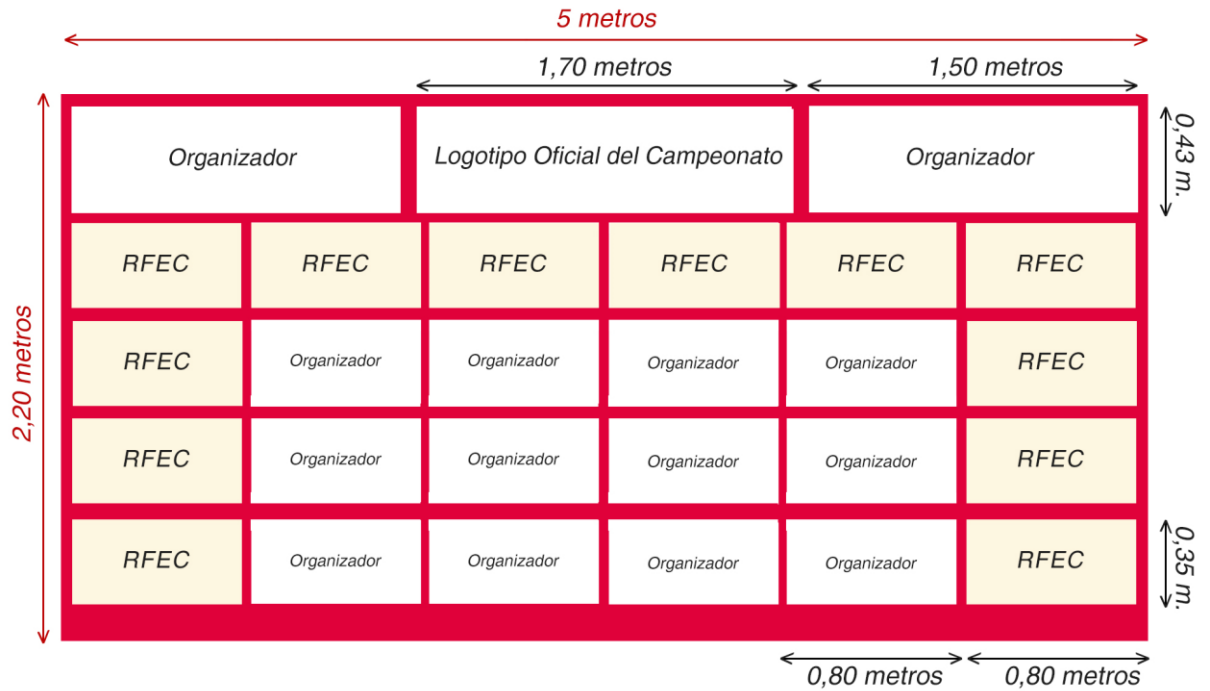 5 metros
1,70 metros
1,50 metros
2,20 metros
Organizador
Logotipo Oficial del Campeonato
Organizador
0,43 m.
RFEC RFEC RFEC RFEC RFEC RFEC
RFEC Organizador Organizador Organizador Organizador RFEC
RFEC Organizador Organizador Organizador Organizador RFEC
RFEC Organizador Organizador Organizador Organizador RFEC
0,35 m.
0,80 metros
0,80 metros